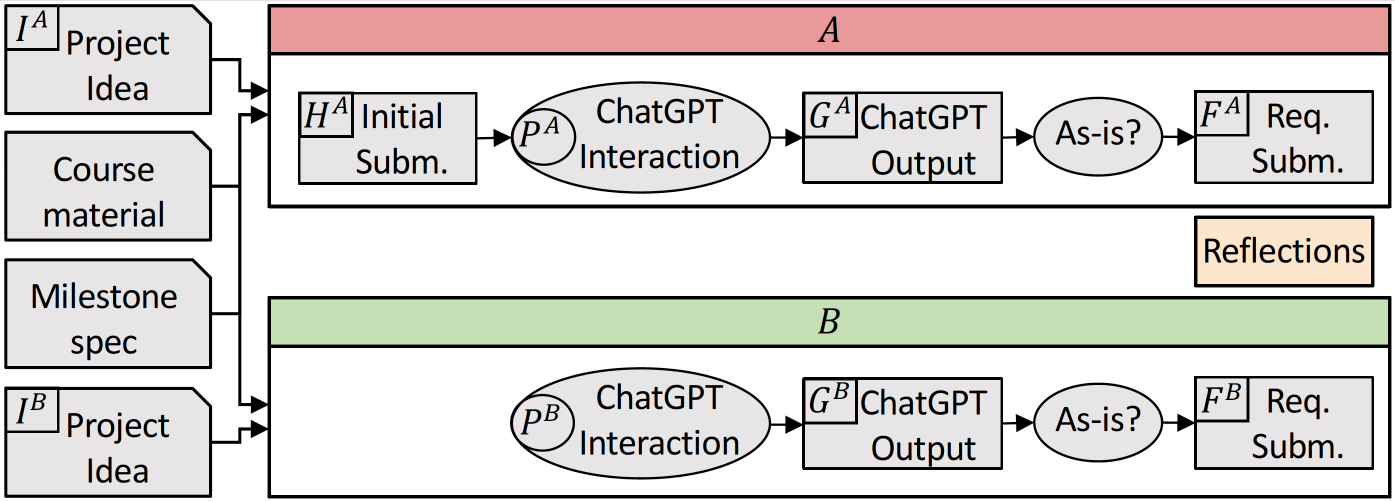 I^A
Project
Idea
Course
material
Milestone
spec
I^B
Project
Idea
A
H^A
Initial
Subm.
P^A
ChatGPT
Interaction
G^A
ChatGPT
Output
As-is?
F^A
Req.
Subm.
Reflections
B
P^B
ChatGPT
Interaction
G^B
ChatGPT
Output
As-is?
F^B
Req.
Subm.